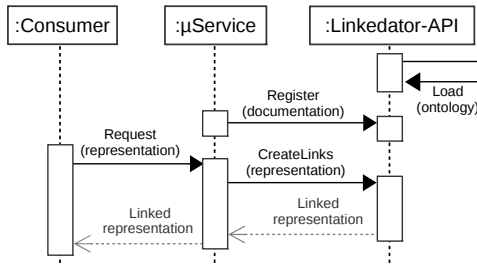 :Consumer
:µService
:Linkedator-API
Load
(ontology)
Register
(documentation)
Request
(representation)
CreateLinks
(representation)
Linked
representation
Linked
representation